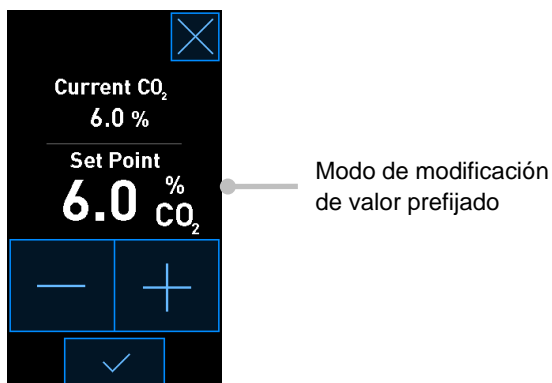 Current CO₂
6.0 %
Set Point
6.0 % CO₂
Modo de modificación
de valor prefijado